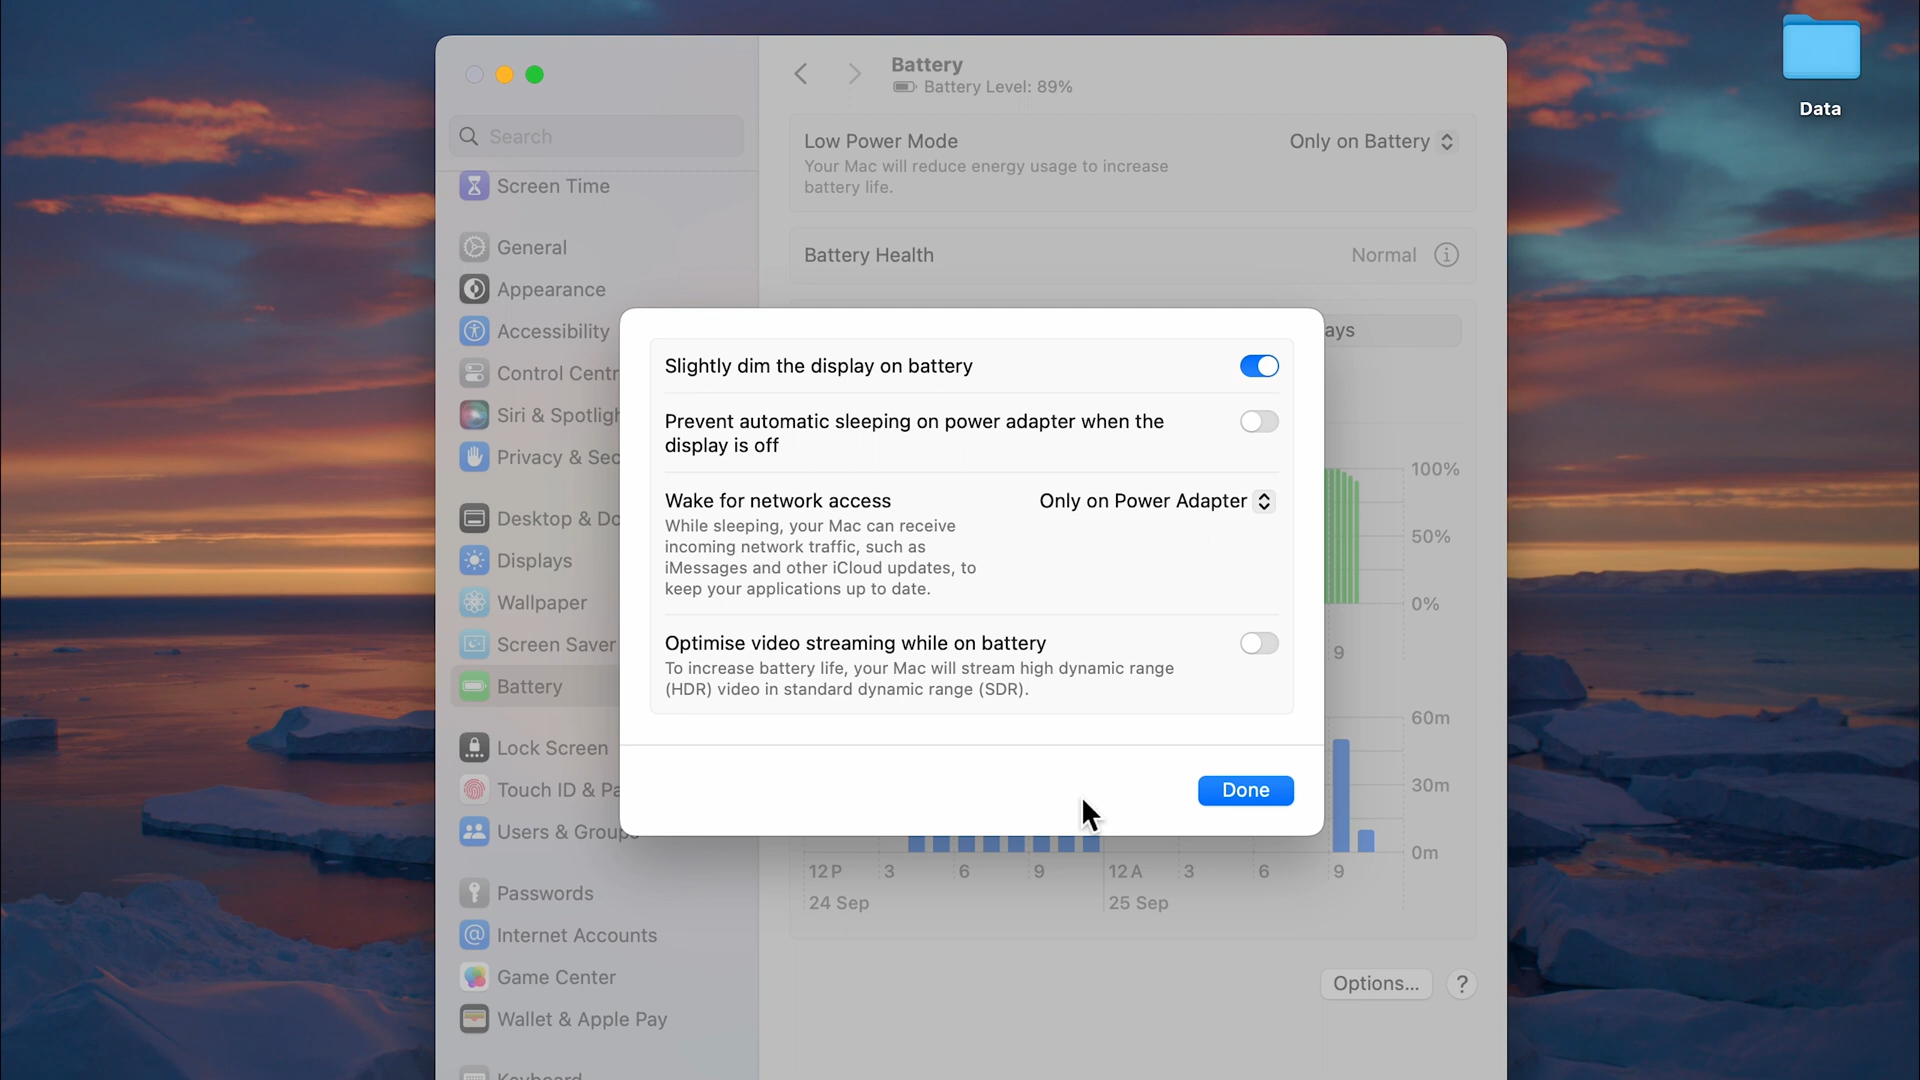 Data
Search
Screen Time
General
Appearance
Accessibility
Control Centr
Siri & Spotligh
Privacy & Sec
Desktop & Do
Displays
Wallpaper
Screen Saver
Battery
Lock Screen
Touch ID & Pa
Users & Groups
Passwords
Internet Accounts
Game Center
Wallet & Apple Pay
Keyboard
Battery
Battery Level: 89%
Low Power Mode
Only on Battery
Your Mac will reduce energy usage to increase
battery life.
Battery Health
Normal
ays
Slightly dim the display on battery
Prevent automatic sleeping on power adapter when the
display is off
Wake for network access
Only on Power Adapter
While sleeping, your Mac can receive
incoming network traffic, such as
iMessages and other iCloud updates, to
keep your applications up to date.
Optimise video streaming while on battery
To increase battery life, your Mac will stream high dynamic range
(HDR) video in standard dynamic range (SDR).
Done
100%
50%
0%
9
60m
30m
0m
12 P 3 6 9 12 A 3 6 9
24 Sep 25 Sep
Options...
?